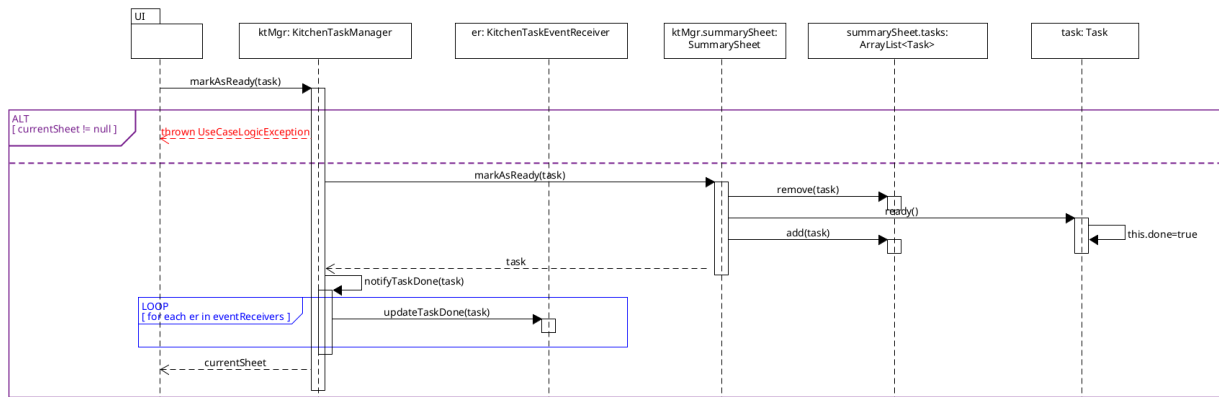 UI
ktMgr: KitchenTaskManager
er: KitchenTaskEventReceiver
ktMgr.summarySheet:
SummarySheet
summarySheet.tasks:
ArrayList<Task>
task: Task
markAsReady(task)
ALT
[ currentSheet != null ]
thrown UseCaseLogicException
markAsReady(task)
remove(task)
ready()
this.done=true
add(task)
task
notifyTaskDone(task)
LOOP
[ for each er in eventReceivers ]
updateTaskDone(task)
currentSheet